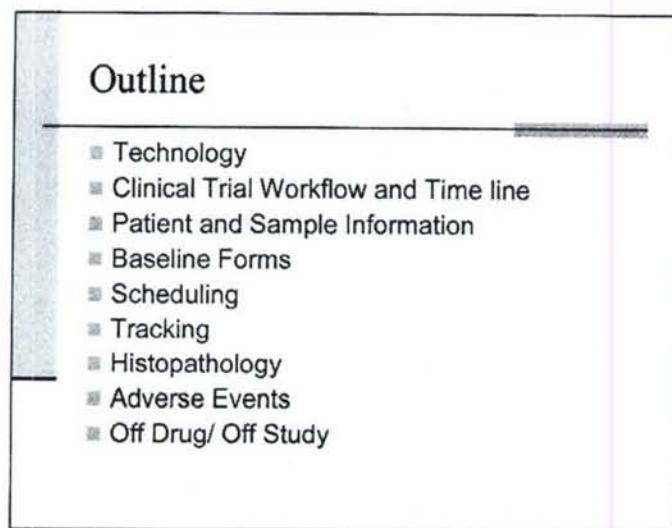 Outline
Technology
Clinical Trial Workflow and Time line
Patient and Sample Information
Baseline Forms
Scheduling
Tracking
Histopathology
Adverse Events
Off Drug/ Off Study